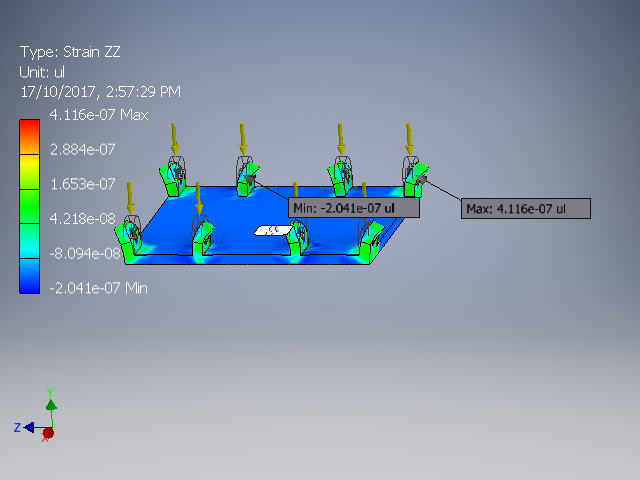 Type: Strain ZZ
Unit: ul
17/10/2017, 2:57:29 PM
4.116e-07 Max
2.884e-07
1.653e-07
4.218e-08
-8.094e-08
-2.041e-07 Min
Min: -2.041e-07 ul
Max: 4.116e-07 ul
Y
Z
X